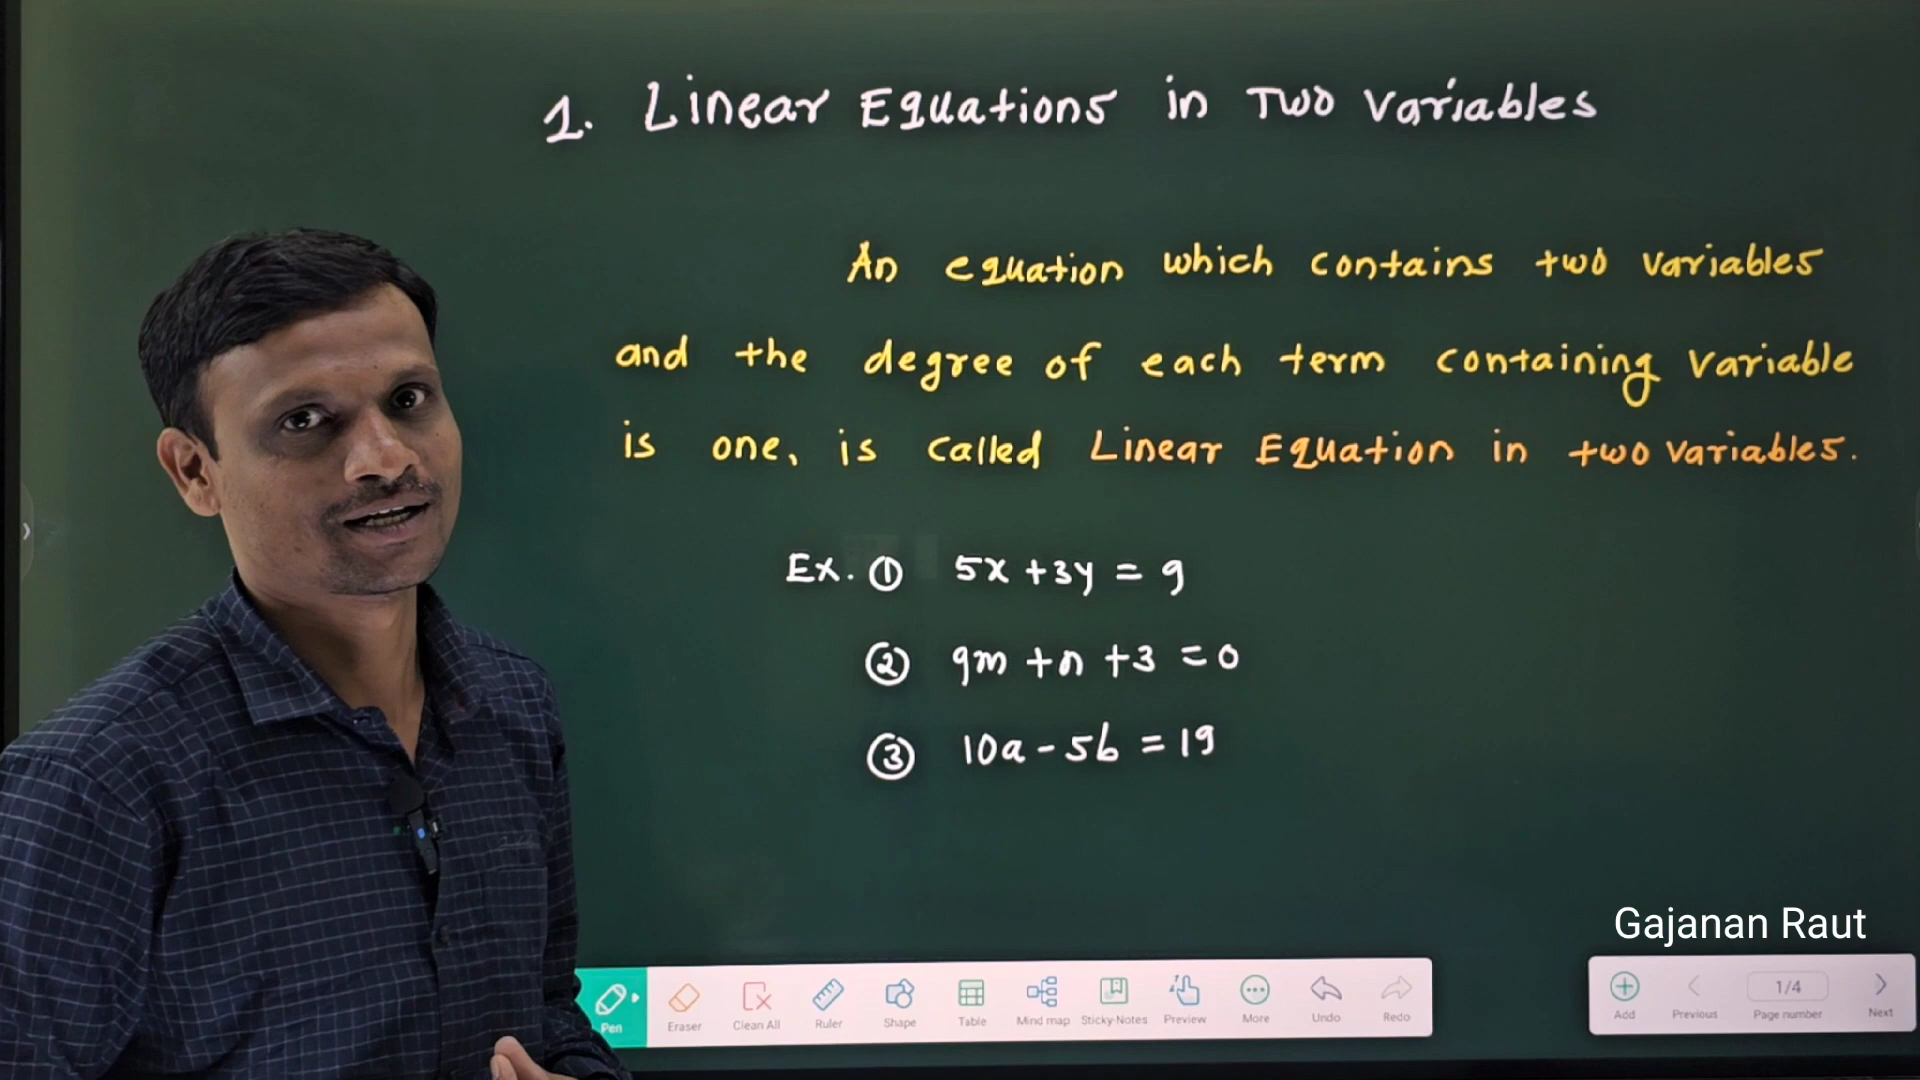 1. Linear Equations in Two Variables
An equation which contains two variables
and the degree of each term containing variable
is one, is called Linear Equation in two variables.
Ex. ① 5x + 3y = 9
② 9m + n + 3 = 0
③ 10a - 5b = 19
Gajanan Raut
Pen Eraser Clean All Ruler Shape Table Mind map Sticky-Notes Preview More Undo Redo
Add Previous 1/4 Page number Next